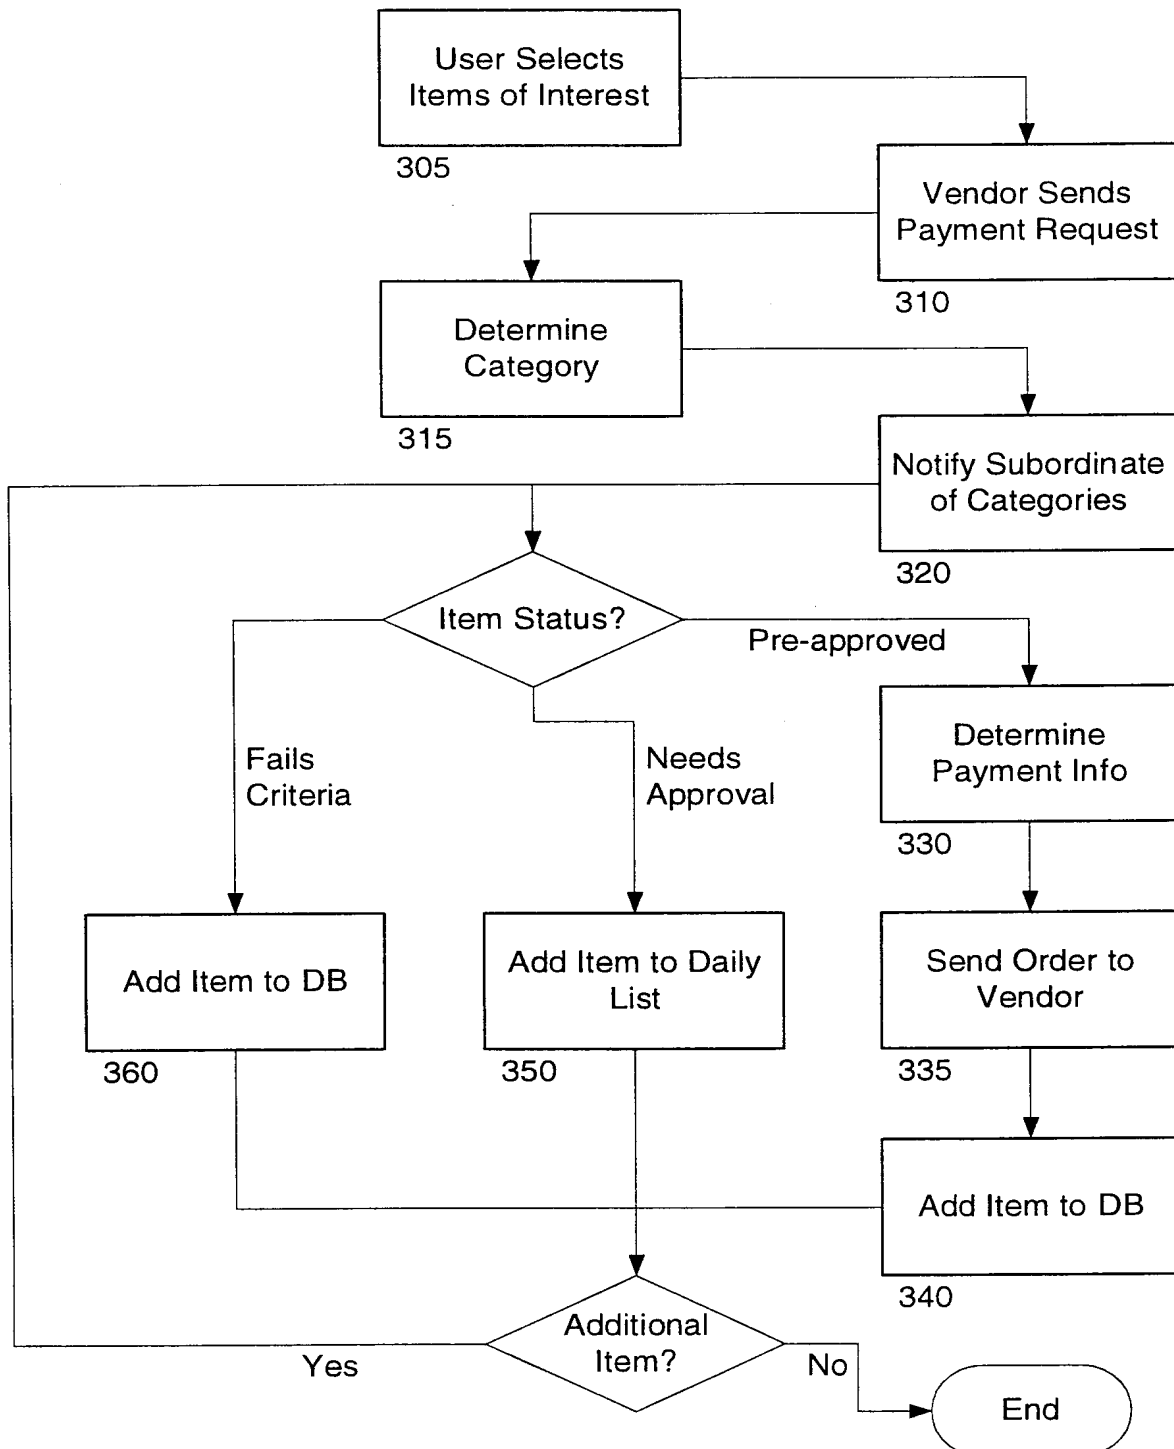 User Selects
Items of Interest
305
Vendor Sends
Payment Request
310
Determine
Category
315
Notify Subordinate
of Categories
320
Item Status?
Pre-approved
Fails
Criteria
Needs
Approval
Determine
Payment Info
330
Add Item to DB
360
Add Item to Daily
List
350
Send Order to
Vendor
335
Add Item to DB
340
Additional
Item?
Yes
No
End